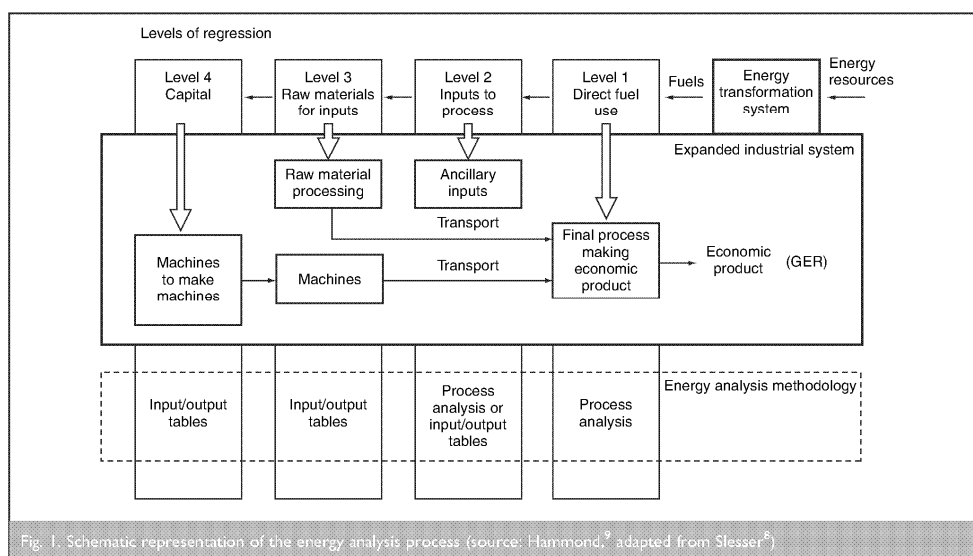 Levels of regression
Level 4
Capital
Level 3
Raw materials
for inputs
Level 2
Inputs to
process
Level 1
Direct fuel
use
Fuels
Energy
transformation
system
Energy
resources
Expanded industrial system
Raw material
processing
Ancillary
inputs
Transport
Machines
to make
machines
Machines
Transport
Final process
making
economic
product
Economic
product
(GER)
Energy analysis methodology
Input/output
tables
Input/output
tables
Process
analysis or
input/output
tables
Process
analysis
Fig. 1. Schematic representation of the energy analysis process (source: Hammond,⁹ adapted from Slesser⁸)